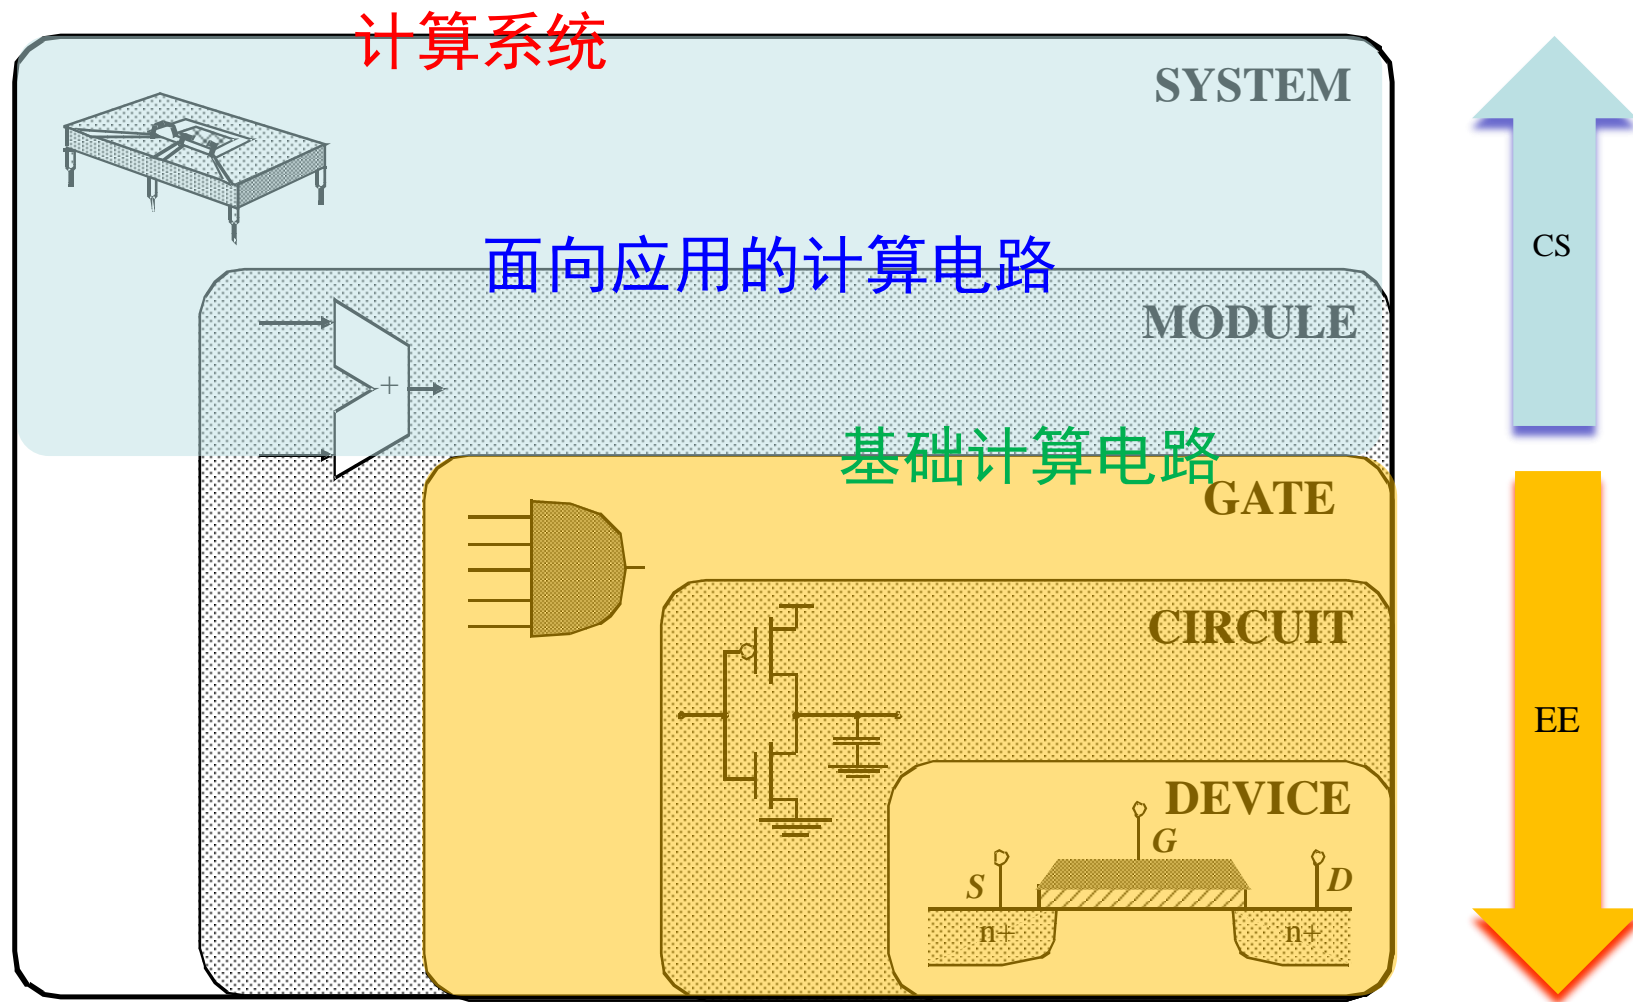 计算系统
SYSTEM
CS
面向应用的计算电路
MODULE
+
基础计算电路
GATE
CIRCUIT
EE
DEVICE
G
S
D
n+
n+